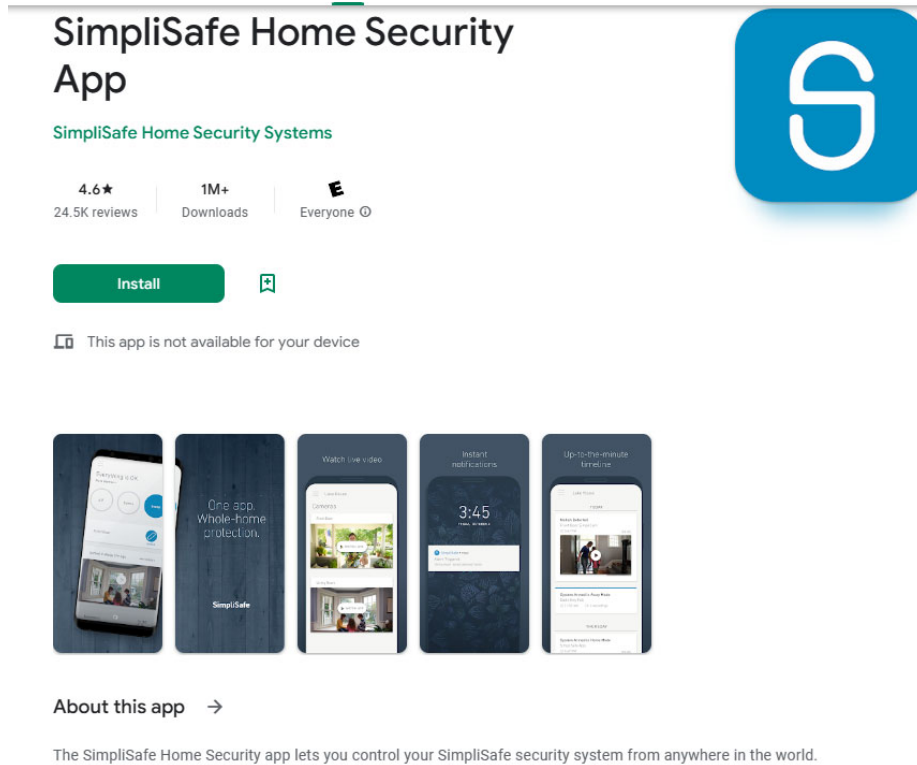 SimpliSafe Home Security
App
SimpliSafe Home Security Systems
4.6★
24.5K reviews
1M+
Downloads
E
Everyone
Install
This app is not available for your device
One app.
Whole-home
protection.
SimpliSafe
Watch live video
Cameras
Instant
notifications
3:45
Up-to-the-minute
timeline
About this app →
The SimpliSafe Home Security app lets you control your SimpliSafe security system from anywhere in the world.